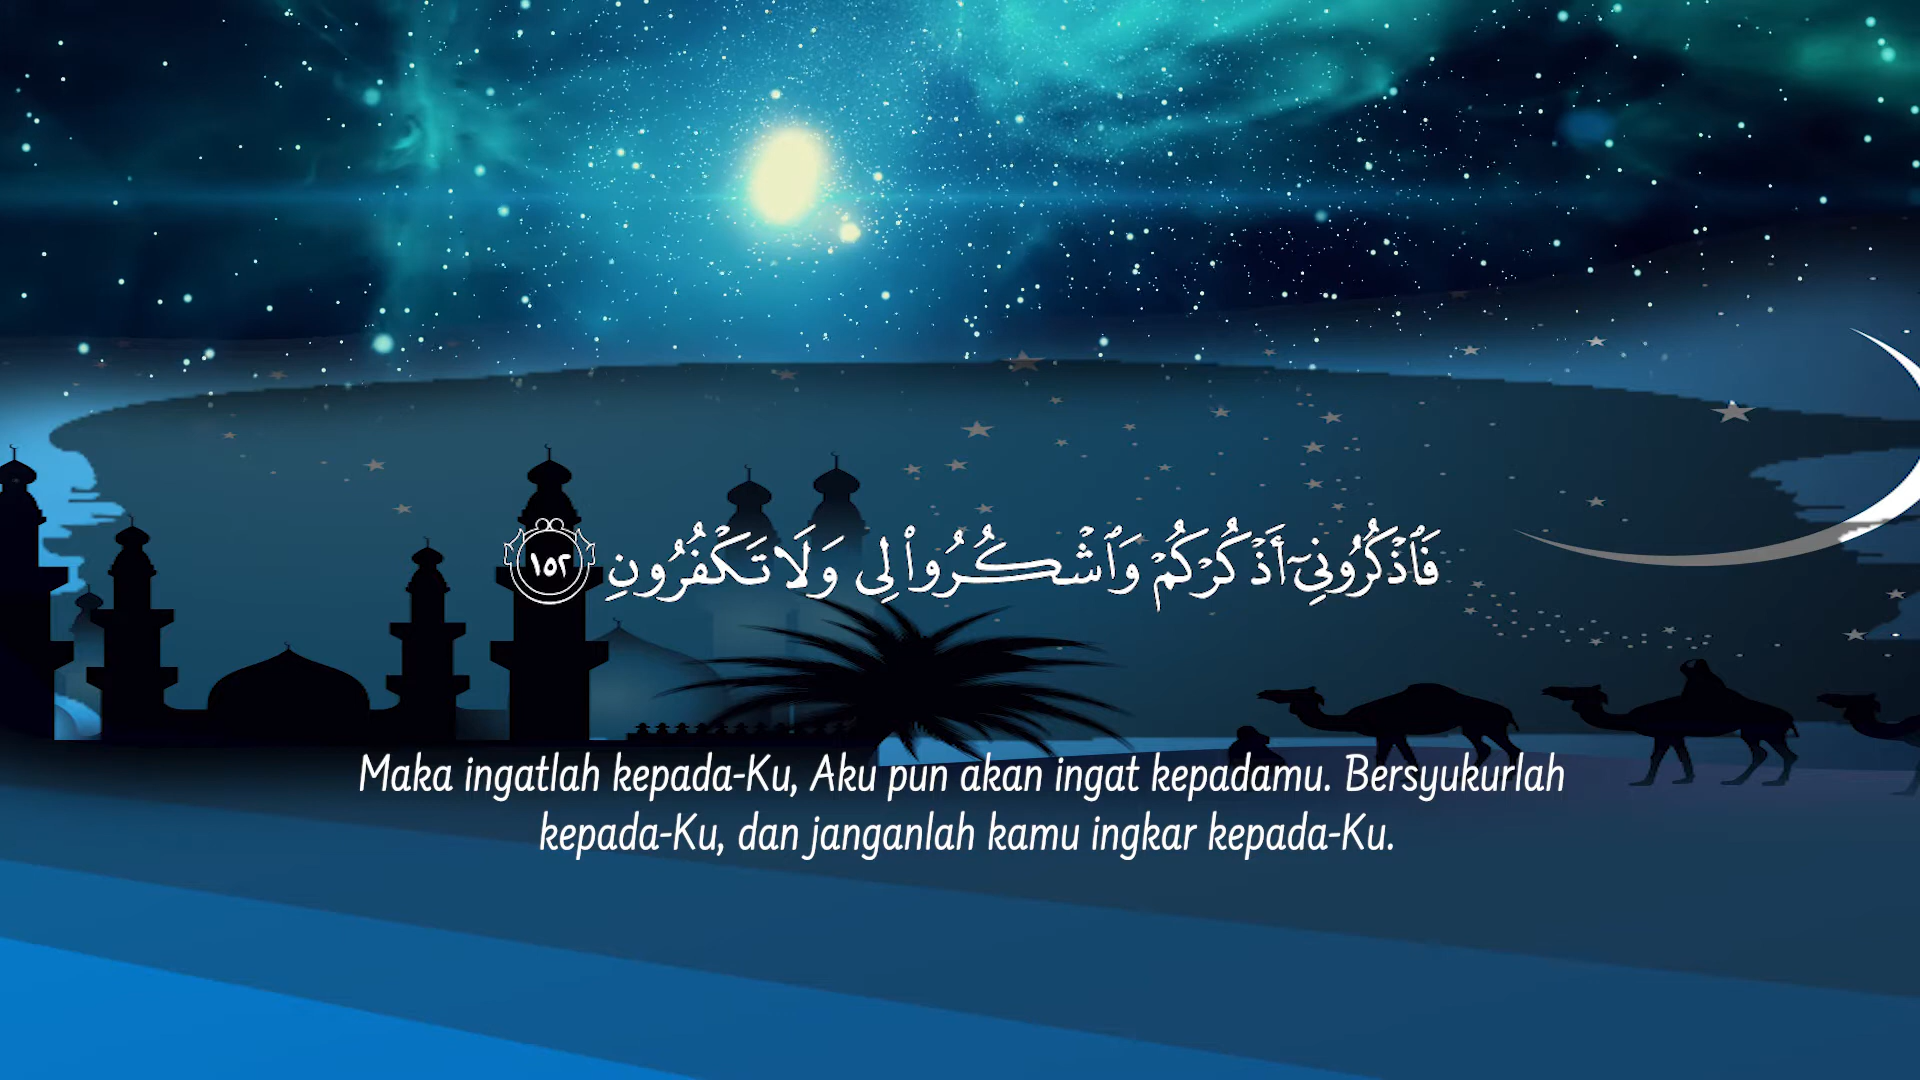 فَٱذْكُرُونِىٓ أَذْكُرْكُمْ وَٱشْكُرُوا۟ لِى وَلَا تَكْفُرُونِ ١٥٢
Maka ingatlah kepada-Ku, Aku pun akan ingat kepadamu. Bersyukurlah
kepada-Ku, dan janganlah kamu ingkar kepada-Ku.